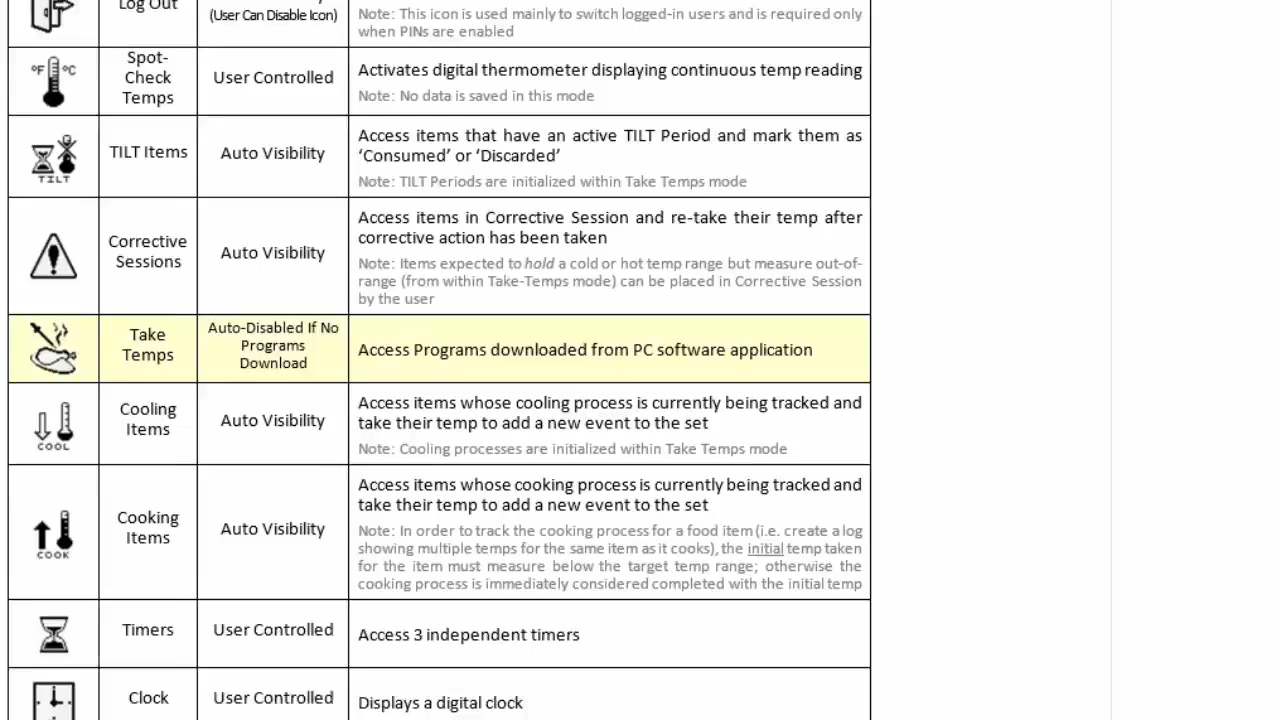 Log Out
(User Can Disable Icon)
Note: This icon is used mainly to switch logged-in users and is required only
when PINs are enabled
°F °C
Spot-
Check
Temps
User Controlled
Activates digital thermometer displaying continuous temp reading
Note: No data is saved in this mode
TILT
TILT Items
Auto Visibility
Access items that have an active TILT Period and mark them as
‘Consumed’ or ‘Discarded’
Note: TILT Periods are initialized within Take Temps mode
Corrective
Sessions
Auto Visibility
Access items in Corrective Session and re-take their temp after
corrective action has been taken
Note: Items expected to hold a cold or hot temp range but measure out-of-
range (from within Take-Temps mode) can be placed in Corrective Session
by the user
Take
Temps
Auto-Disabled If No
Programs
Download
Access Programs downloaded from PC software application
COOL
Cooling
Items
Auto Visibility
Access items whose cooling process is currently being tracked and
take their temp to add a new event to the set
Note: Cooling processes are initialized within Take Temps mode
COOK
Cooking
Items
Auto Visibility
Access items whose cooking process is currently being tracked and
take their temp to add a new event to the set
Note: In order to track the cooking process for a food item (i.e. create a log
showing multiple temps for the same item as it cooks), the initial temp taken
for the item must measure below the target temp range; otherwise the
cooking process is immediately considered completed with the initial temp
Timers
User Controlled
Access 3 independent timers
Clock
User Controlled
Displays a digital clock